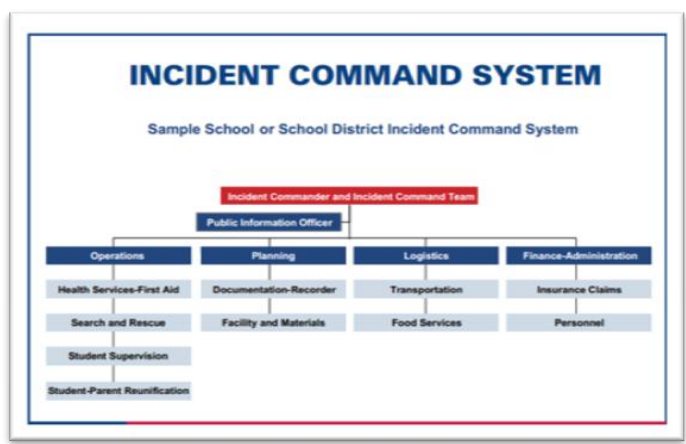 INCIDENT COMMAND SYSTEM
Sample School or School District Incident Command System
Incident Commander and Incident Command Team
Public Information Officer
Operations
Planning
Logistics
Finance-Administration
Health Services-First Aid
Documentation-Recorder
Transportation
Insurance Claims
Search and Rescue
Facility and Materials
Food Services
Personnel
Student Supervision
Student-Parent Reunification